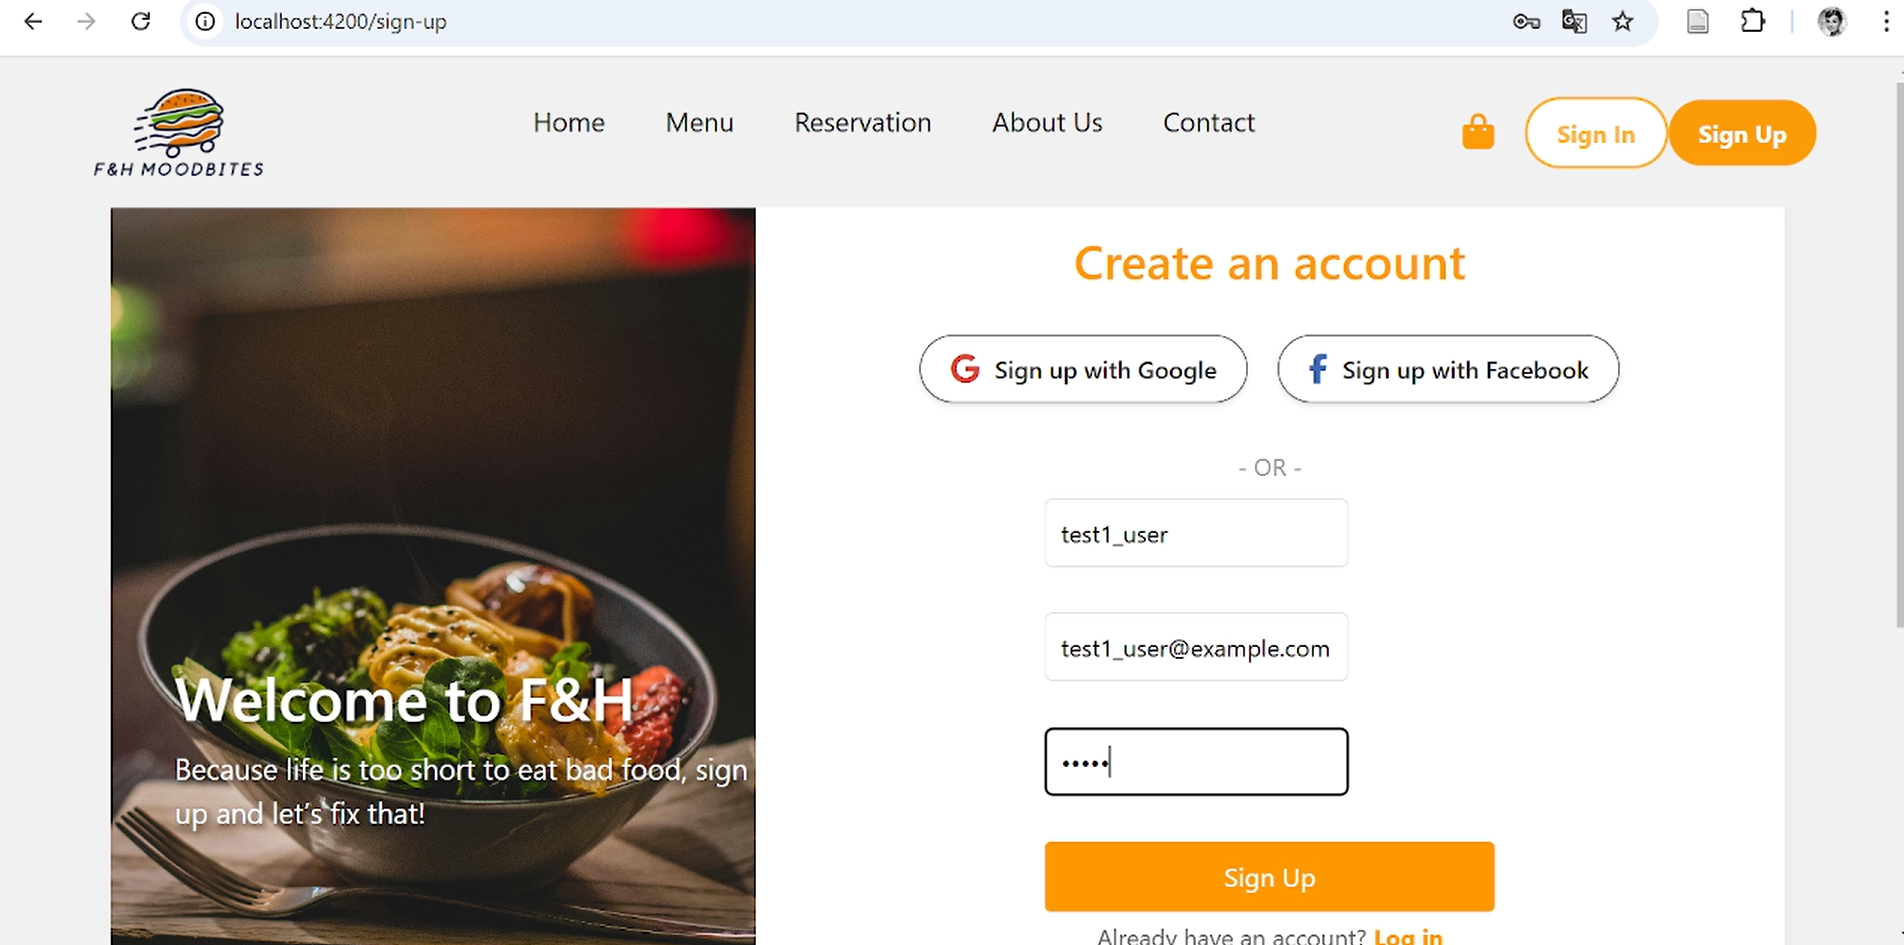 localhost:4200/sign-up
F&H MOODBITES
Home Menu Reservation About Us Contact
Sign In Sign Up
Create an account
Sign up with Google Sign up with Facebook
- OR -
test1_user
test1_user@example.com
•••••
Sign Up
Already have an account? Log in
Welcome to F&H
Because life is too short to eat bad food, sign
up and let’s fix that!